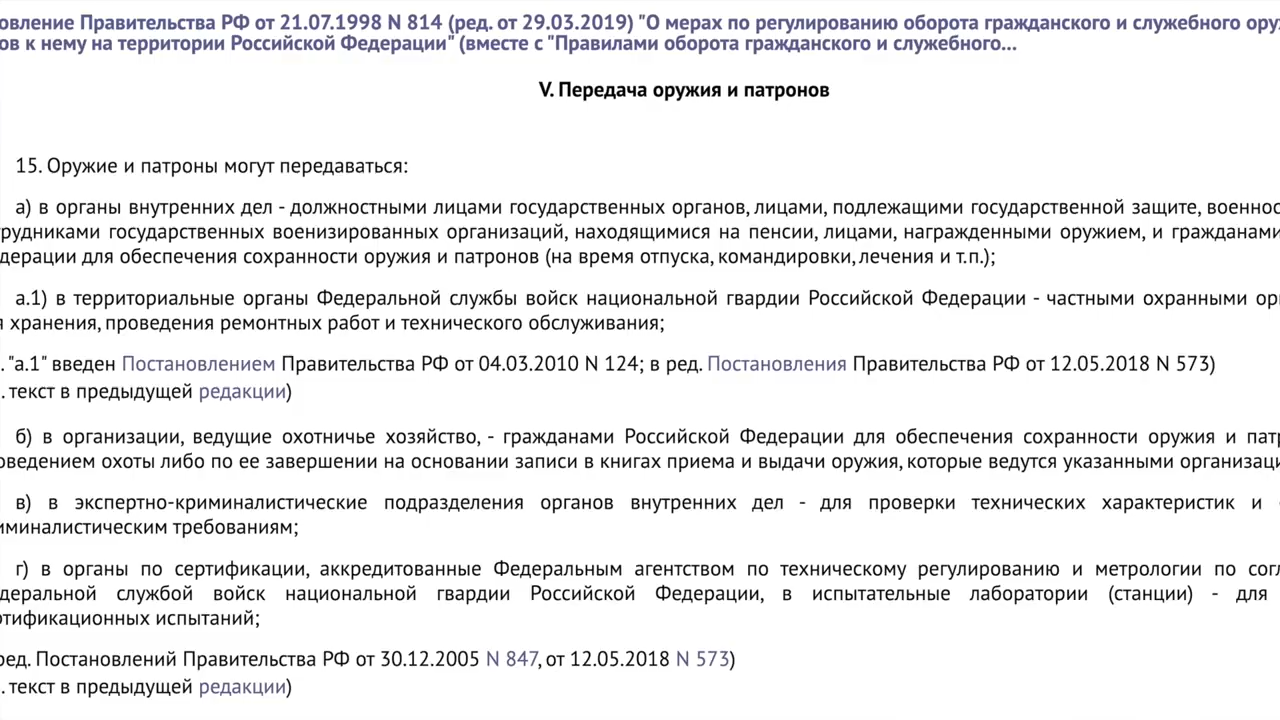 овление Правительства РФ от 21.07.1998 N 814 (ред. от 29.03.2019) "О мерах по регулированию оборота гражданского и служебного ору
ов к нему на территории Российской Федерации" (вместе с "Правилами оборота гражданского и служебного...
V. Передача оружия и патронов
15. Оружие и патроны могут передаваться:
а) в органы внутренних дел - должностными лицами государственных органов, лицами, подлежащими государственной защите, военнос
рудниками государственных военизированных организаций, находящимися на пенсии, лицами, награжденными оружием, и гражданами
дерации для обеспечения сохранности оружия и патронов (на время отпуска, командировки, лечения и т.п.);
а.1) в территориальные органы Федеральной службы войск национальной гвардии Российской Федерации - частными охранными ор
я хранения, проведения ремонтных работ и технического обслуживания;
. "а.1" введен Постановлением Правительства РФ от 04.03.2010 N 124; в ред. Постановления Правительства РФ от 12.05.2018 N 573)
. текст в предыдущей редакции)
б) в организации, ведущие охотничье хозяйство, - гражданами Российской Федерации для обеспечения сохранности оружия и пат
оведением охоты либо по ее завершении на основании записи в книгах приема и выдачи оружия, которые ведутся указанными организаци
в) в экспертно-криминалистические подразделения органов внутренних дел - для проверки технических характеристик и
иминалистическим требованиям;
г) в органы по сертификации, аккредитованные Федеральным агентством по техническому регулированию и метрологии по согл
деральной службой войск национальной гвардии Российской Федерации, в испытательные лаборатории (станции) - для
ртификационных испытаний;
ред. Постановлений Правительства РФ от 30.12.2005 N 847, от 12.05.2018 N 573)
. текст в предыдущей редакции)